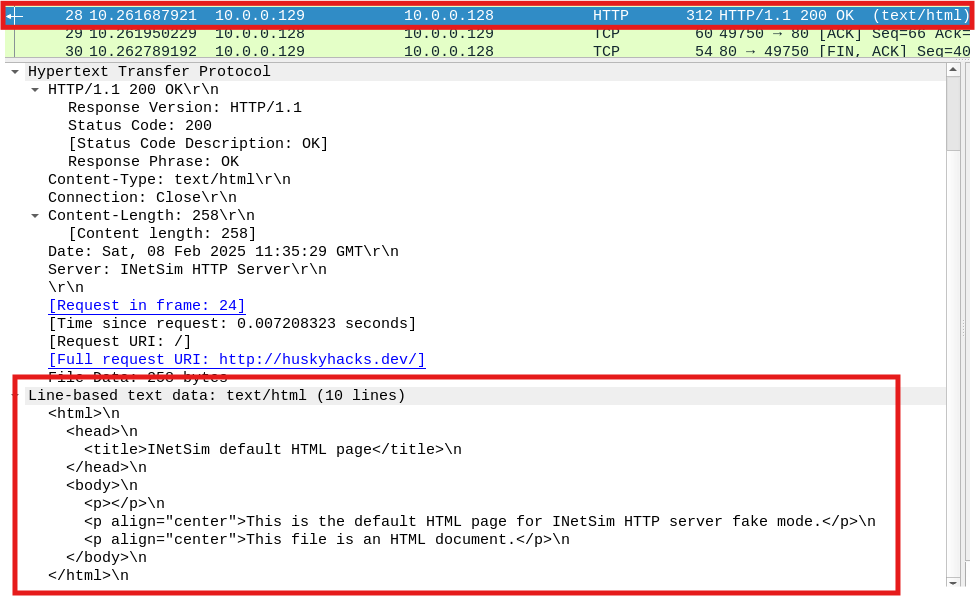 28 10.261687921 10.0.0.129 10.0.0.128 HTTP 312 HTTP/1.1 200 OK (text/html)
29 10.261950229 10.0.0.128 10.0.0.129 TCP 60 49750 → 80 [ACK] Seq=66 Ack=
30 10.262789192 10.0.0.129 10.0.0.128 TCP 54 80 → 49750 [FIN, ACK] Seq=40
Hypertext Transfer Protocol
HTTP/1.1 200 OK\r\n
Response Version: HTTP/1.1
Status Code: 200
[Status Code Description: OK]
Response Phrase: OK
Content-Type: text/html\r\n
Connection: Close\r\n
Content-Length: 258\r\n
[Content length: 258]
Date: Sat, 08 Feb 2025 11:35:29 GMT\r\n
Server: INetSim HTTP Server\r\n
\r\n
[Request in frame: 24]
[Time since request: 0.007208323 seconds]
[Request URI: /]
[Full request URI: http://huskyhacks.dev/]
File Data: 258 bytes
Line-based text data: text/html (10 lines)
<html>\n
<head>\n
<title>INetSim default HTML page</title>\n
</head>\n
<body>\n
<p></p>\n
<p align="center">This is the default HTML page for INetSim HTTP server fake mode.</p>\n
<p align="center">This file is an HTML document.</p>\n
</body>\n
</html>\n